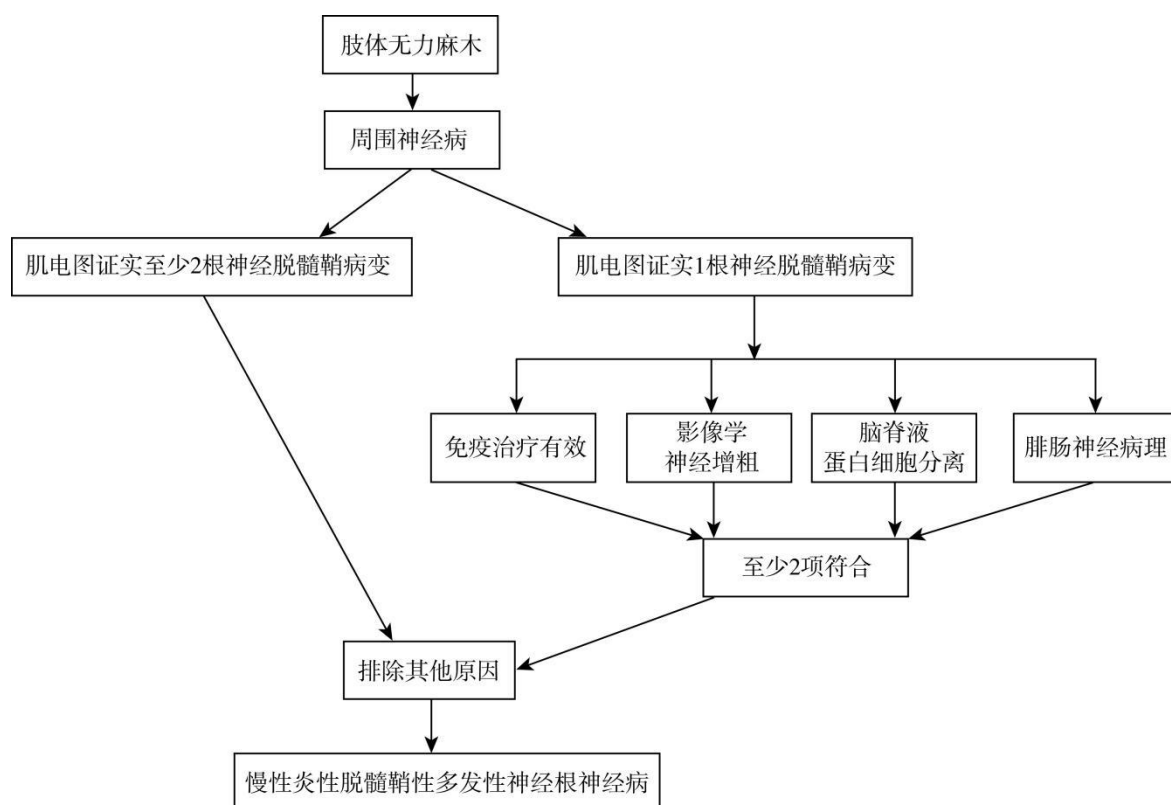 肢体无力麻木
周围神经病
肌电图证实至少2根神经脱髓鞘病变
肌电图证实1根神经脱髓鞘病变
免疫治疗有效
影像学
神经增粗
脑脊液
蛋白细胞分离
腓肠神经病理
至少2项符合
排除其他原因
慢性炎性脱髓鞘性多发性神经根神经病